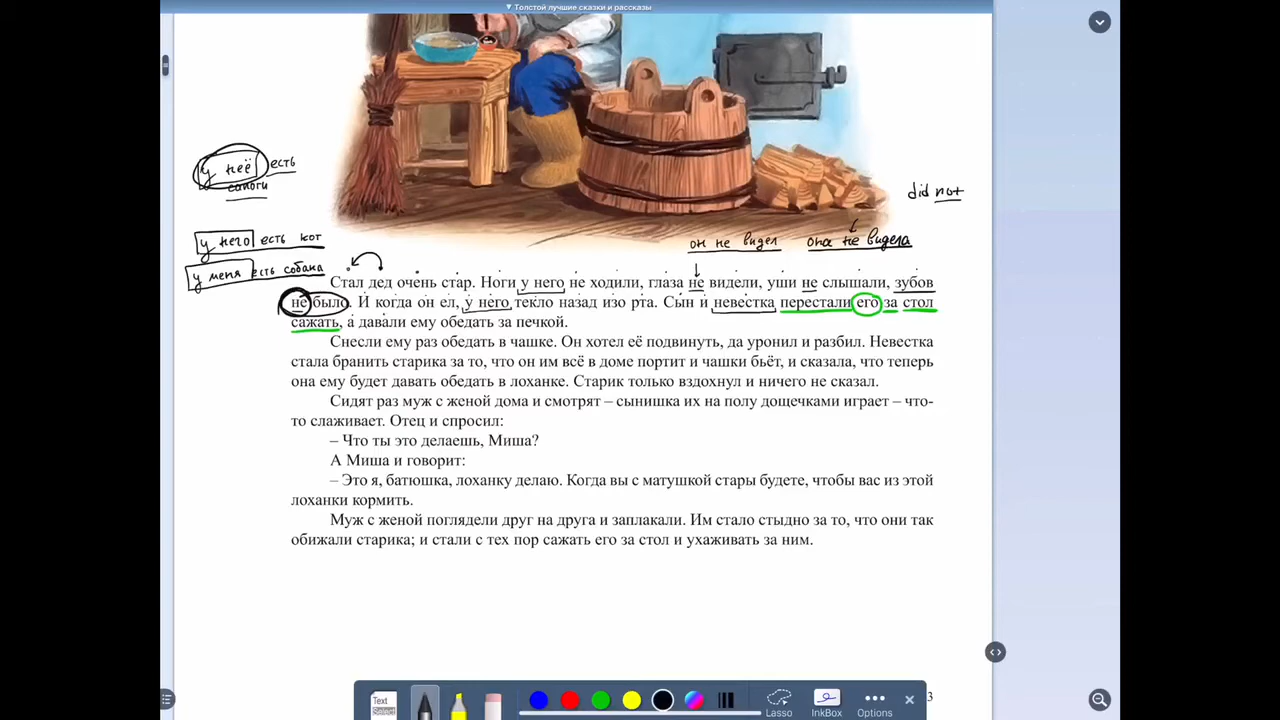 ▼ Толстой лучшие сказки и рассказы
у неё есть
сапоги
did not
у него есть кот
он не видел она не видела
у меня есть собака
Стал дед очень стар. Ноги у него не ходили, глаза не видели, уши не слышали, зубов
не было. И когда он ел, у него текло назад изо рта. Сын и невестка перестали его за стол
сажать, а давали ему обедать за печкой.
Снесли ему раз обедать в чашке. Он хотел её подвинуть, да уронил и разбил. Невестка
стала бранить старика за то, что он им всё в доме портит и чашки бьёт, и сказала, что теперь
она ему будет давать обедать в лоханке. Старик только вздохнул и ничего не сказал.
Сидят раз муж с женой дома и смотрят – сынишка их на полу дощечками играет – что-
то слаживает. Отец и спросил:
– Что ты это делаешь, Миша?
А Миша и говорит:
– Это я, батюшка, лоханку делаю. Когда вы с матушкой стары будете, чтобы вас из этой
лоханки кормить.
Муж с женой поглядели друг на друга и заплакали. Им стало стыдно за то, что они так
обижали старика; и стали с тех пор сажать его за стол и ухаживать за ним.
3
Text
Select
Lasso
InkBox
Options